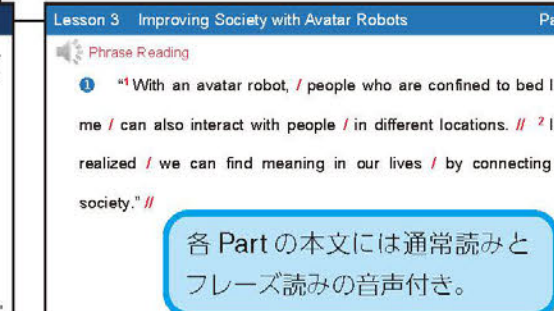 Lesson 3 Improving Society with Avatar Robots
Phrase Reading
❶ “1 With an avatar robot, / people who are confined to bed
me / can also interact with people / in different locations. // 2 I
realized / we can find meaning in our lives / by connecting
society.” //
各 Part の本文には通常読みと
フレーズ読みの音声付き。